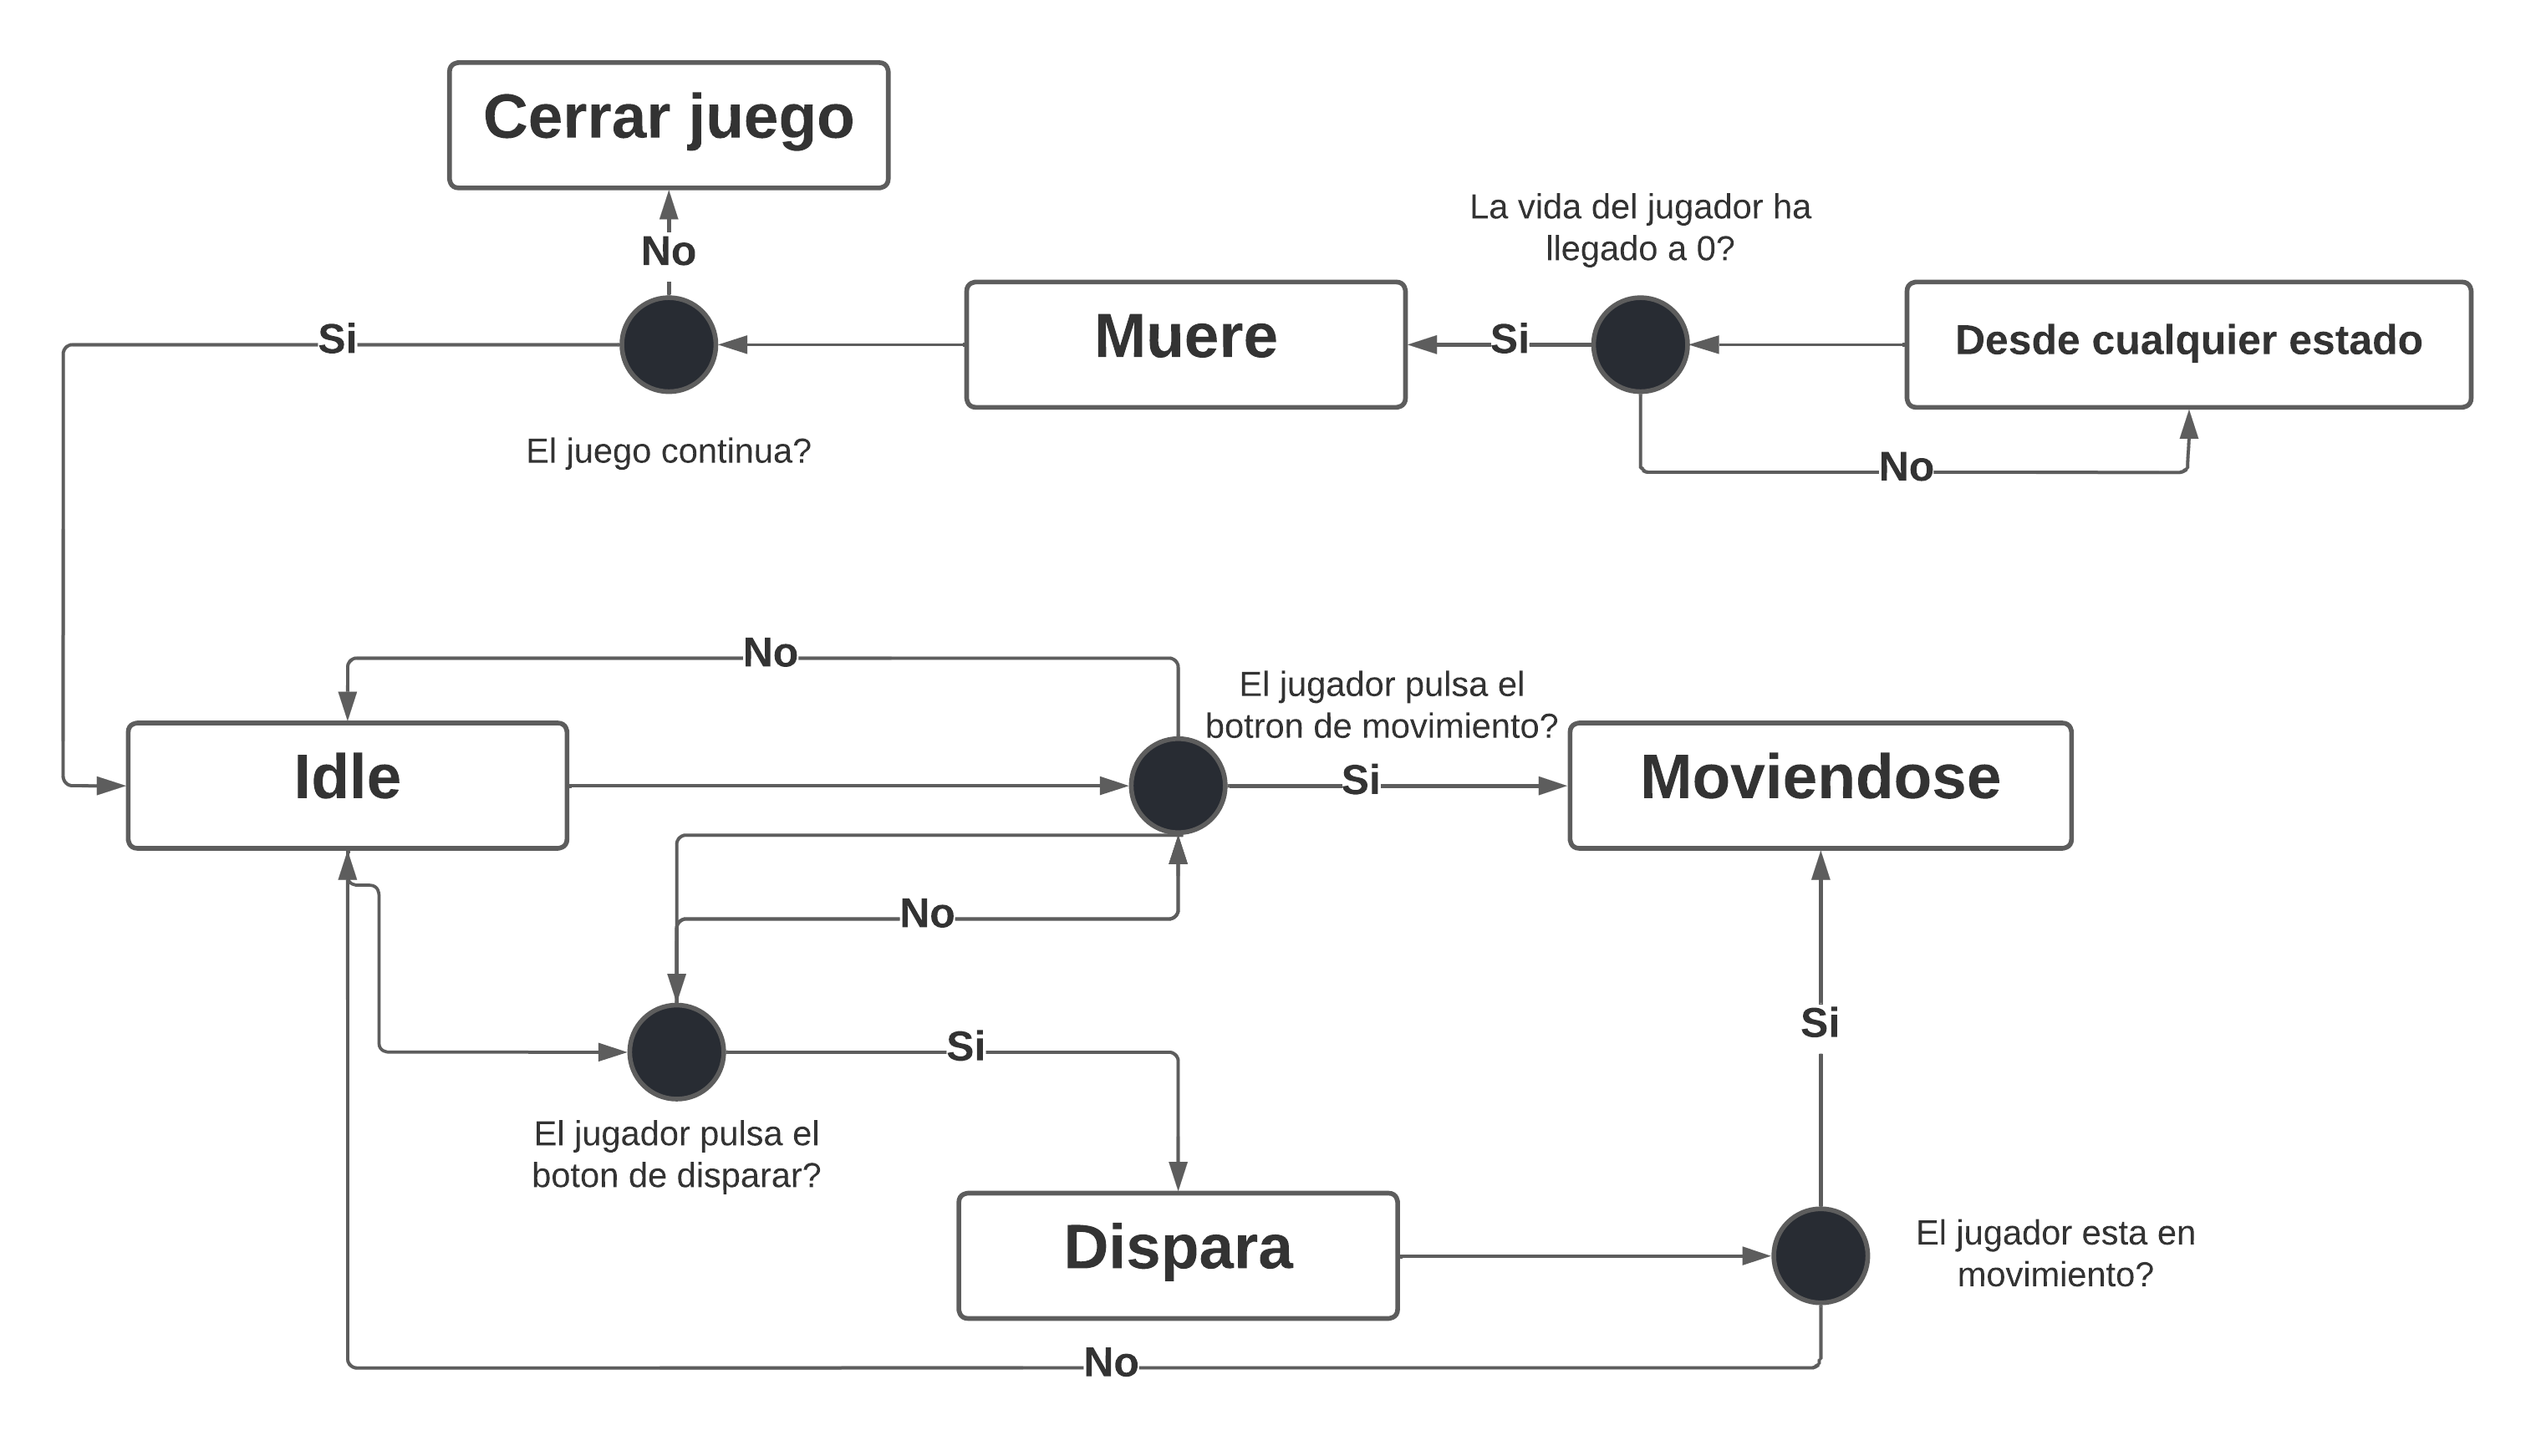 Cerrar juego
No
La vida del jugador ha
llegado a 0?
Si
Muere
Si
Desde cualquier estado
El juego continua?
No
No
El jugador pulsa el
botron de movimiento?
Idle
Si
Moviendose
No
Si
Si
El jugador pulsa el
boton de disparar?
Dispara
El jugador esta en
movimiento?
No